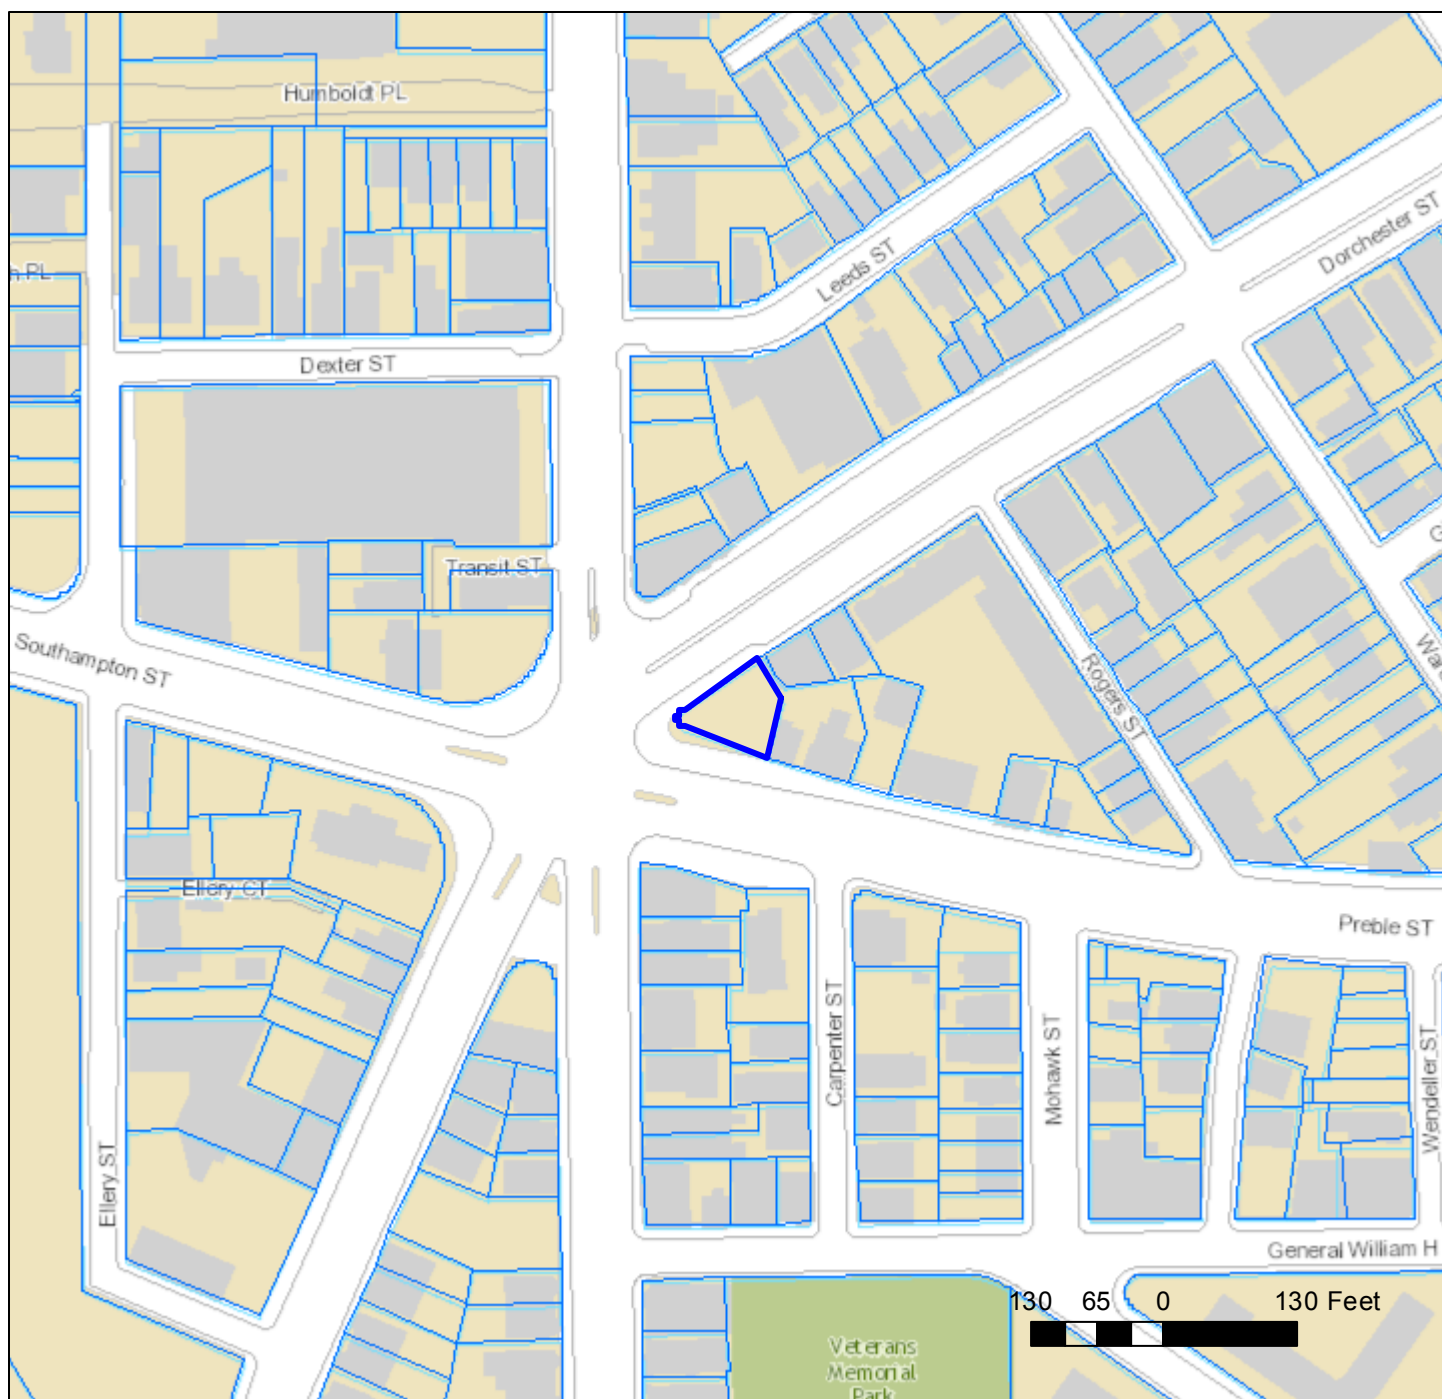 Humboldt PL
Dorchester ST
Leeds ST
PL
Dexter ST
Transit ST
Southampton ST
Rogers ST
Ellery CT
Preble ST
Carpenter ST
Mohawk ST
Wendeller ST
Ellery ST
General William H
130 65 0 130 Feet
Veterans
Memorial
Park